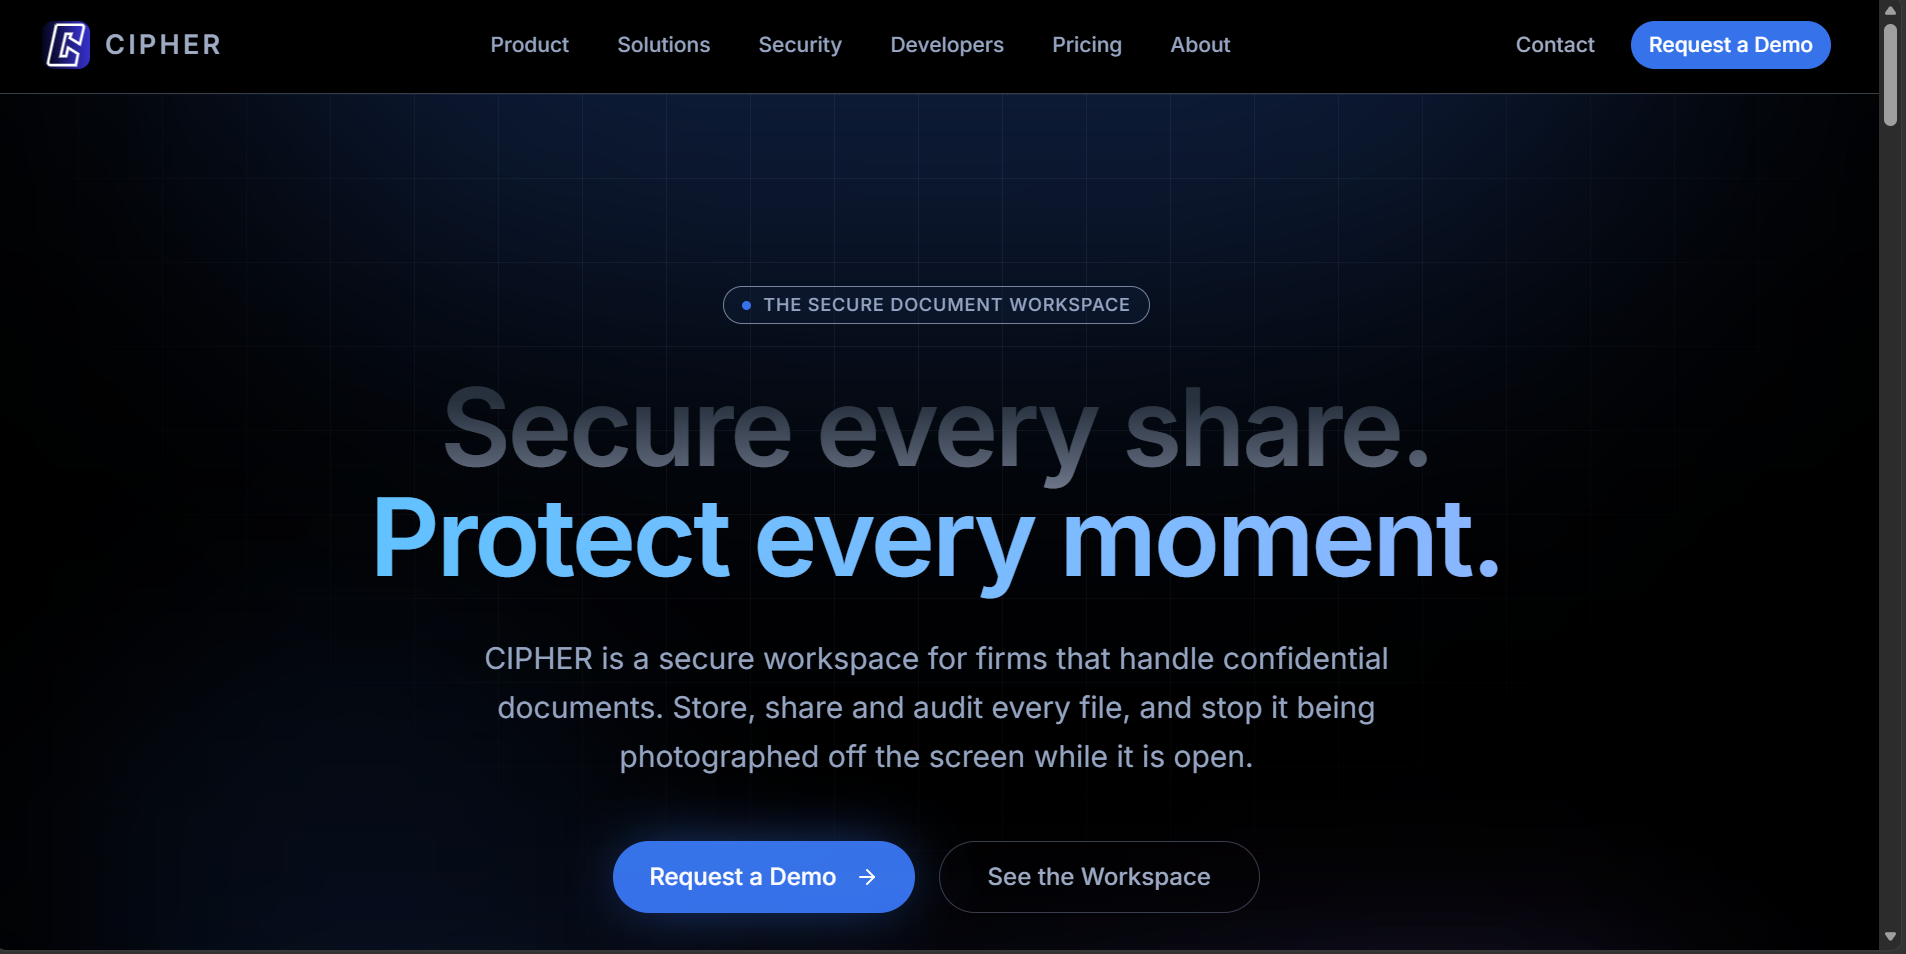 CIPHER
Product
Solutions
Security
Developers
Pricing
About
Contact
Request a Demo
THE SECURE DOCUMENT WORKSPACE
Secure every share.
Protect every moment.
CIPHER is a secure workspace for firms that handle confidential
documents. Store, share and audit every file, and stop it being
photographed off the screen while it is open.
Request a Demo →
See the Workspace